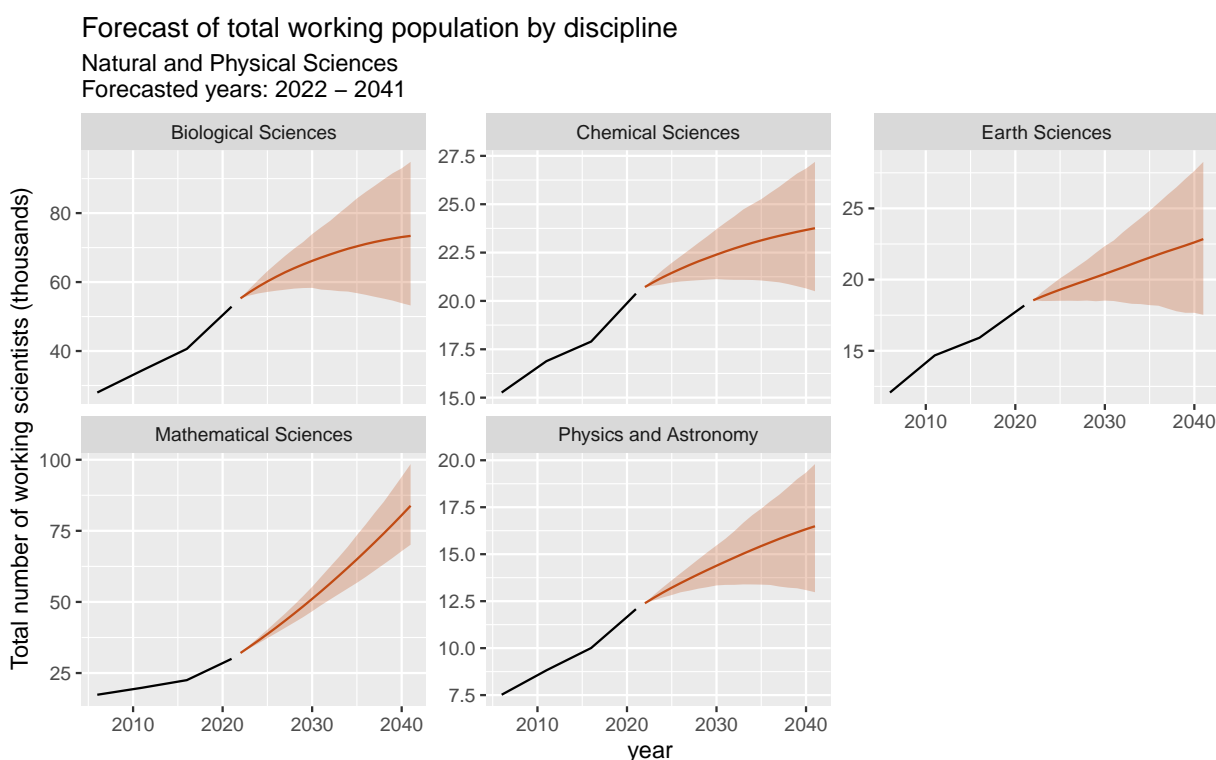 Forecast of total working population by discipline
Natural and Physical Sciences
Forecasted years: 2022 – 2041
Total number of working scientists (thousands)
Biological Sciences
80
60
40
Chemical Sciences
27.5
25.0
22.5
20.0
17.5
15.0
Earth Sciences
25
20
15
2010 2020 2030 2040
Mathematical Sciences
100
75
50
25
2010 2020 2030 2040
Physics and Astronomy
20.0
17.5
15.0
12.5
10.0
7.5
2010 2020 2030 2040
year